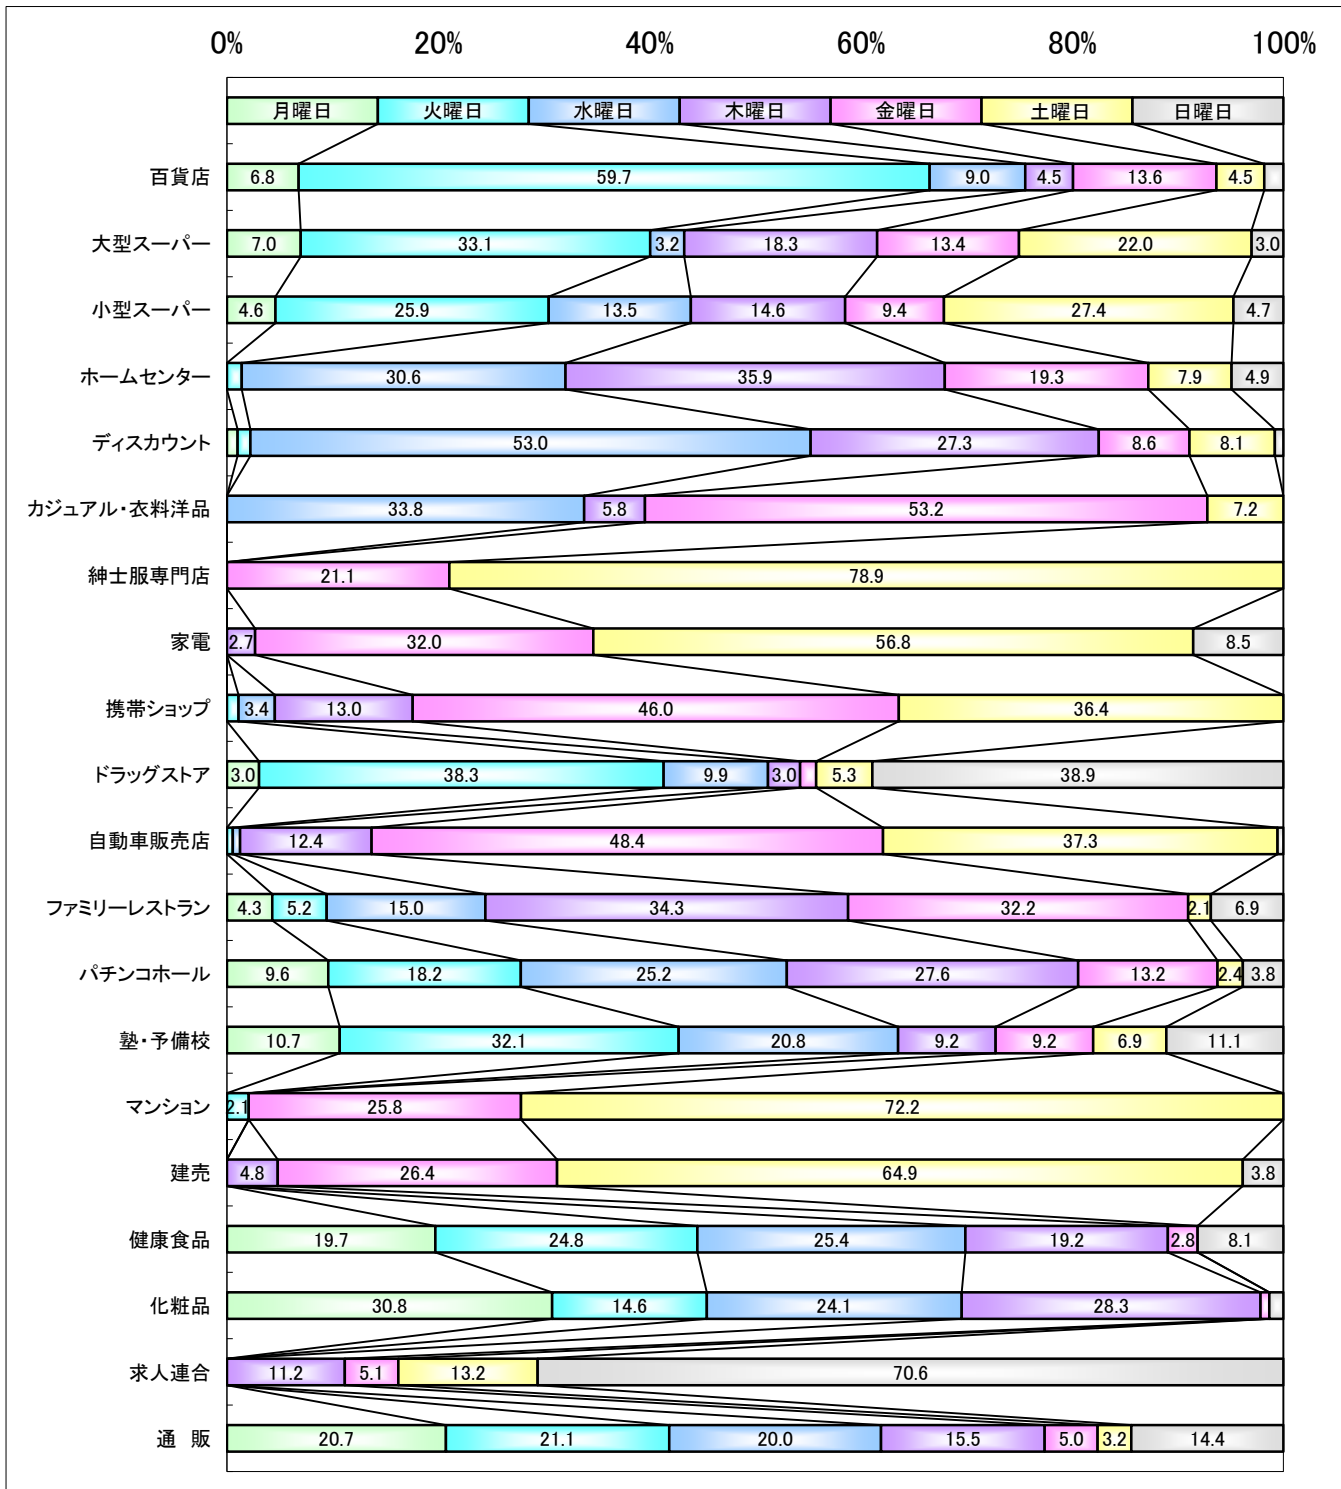 0% 20% 40% 60% 80% 100%
月曜日 火曜日 水曜日 木曜日 金曜日 土曜日 日曜日
百貨店 6.8 59.7 9.0 4.5 13.6 4.5
大型スーパー 7.0 33.1 3.2 18.3 13.4 22.0 3.0
小型スーパー 4.6 25.9 13.5 14.6 9.4 27.4 4.7
ホームセンター 30.6 35.9 19.3 7.9 4.9
ディスカウント 53.0 27.3 8.6 8.1
カジュアル・衣料洋品 33.8 5.8 53.2 7.2
紳士服専門店 21.1 78.9
家電 2.7 32.0 56.8 8.5
携帯ショップ 3.4 13.0 46.0 36.4
ドラッグストア 3.0 38.3 9.9 3.0 5.3 38.9
自動車販売店 12.4 48.4 37.3
ファミリーレストラン 4.3 5.2 15.0 34.3 32.2 2.1 6.9
パチンコホール 9.6 18.2 25.2 27.6 13.2 2.4 3.8
塾・予備校 10.7 32.1 20.8 9.2 9.2 6.9 11.1
マンション 2.1 25.8 72.2
建売 4.8 26.4 64.9 3.8
健康食品 19.7 24.8 25.4 19.2 2.8 8.1
化粧品 30.8 14.6 24.1 28.3
求人連合 11.2 5.1 13.2 70.6
通　販 20.7 21.1 20.0 15.5 5.0 3.2 14.4